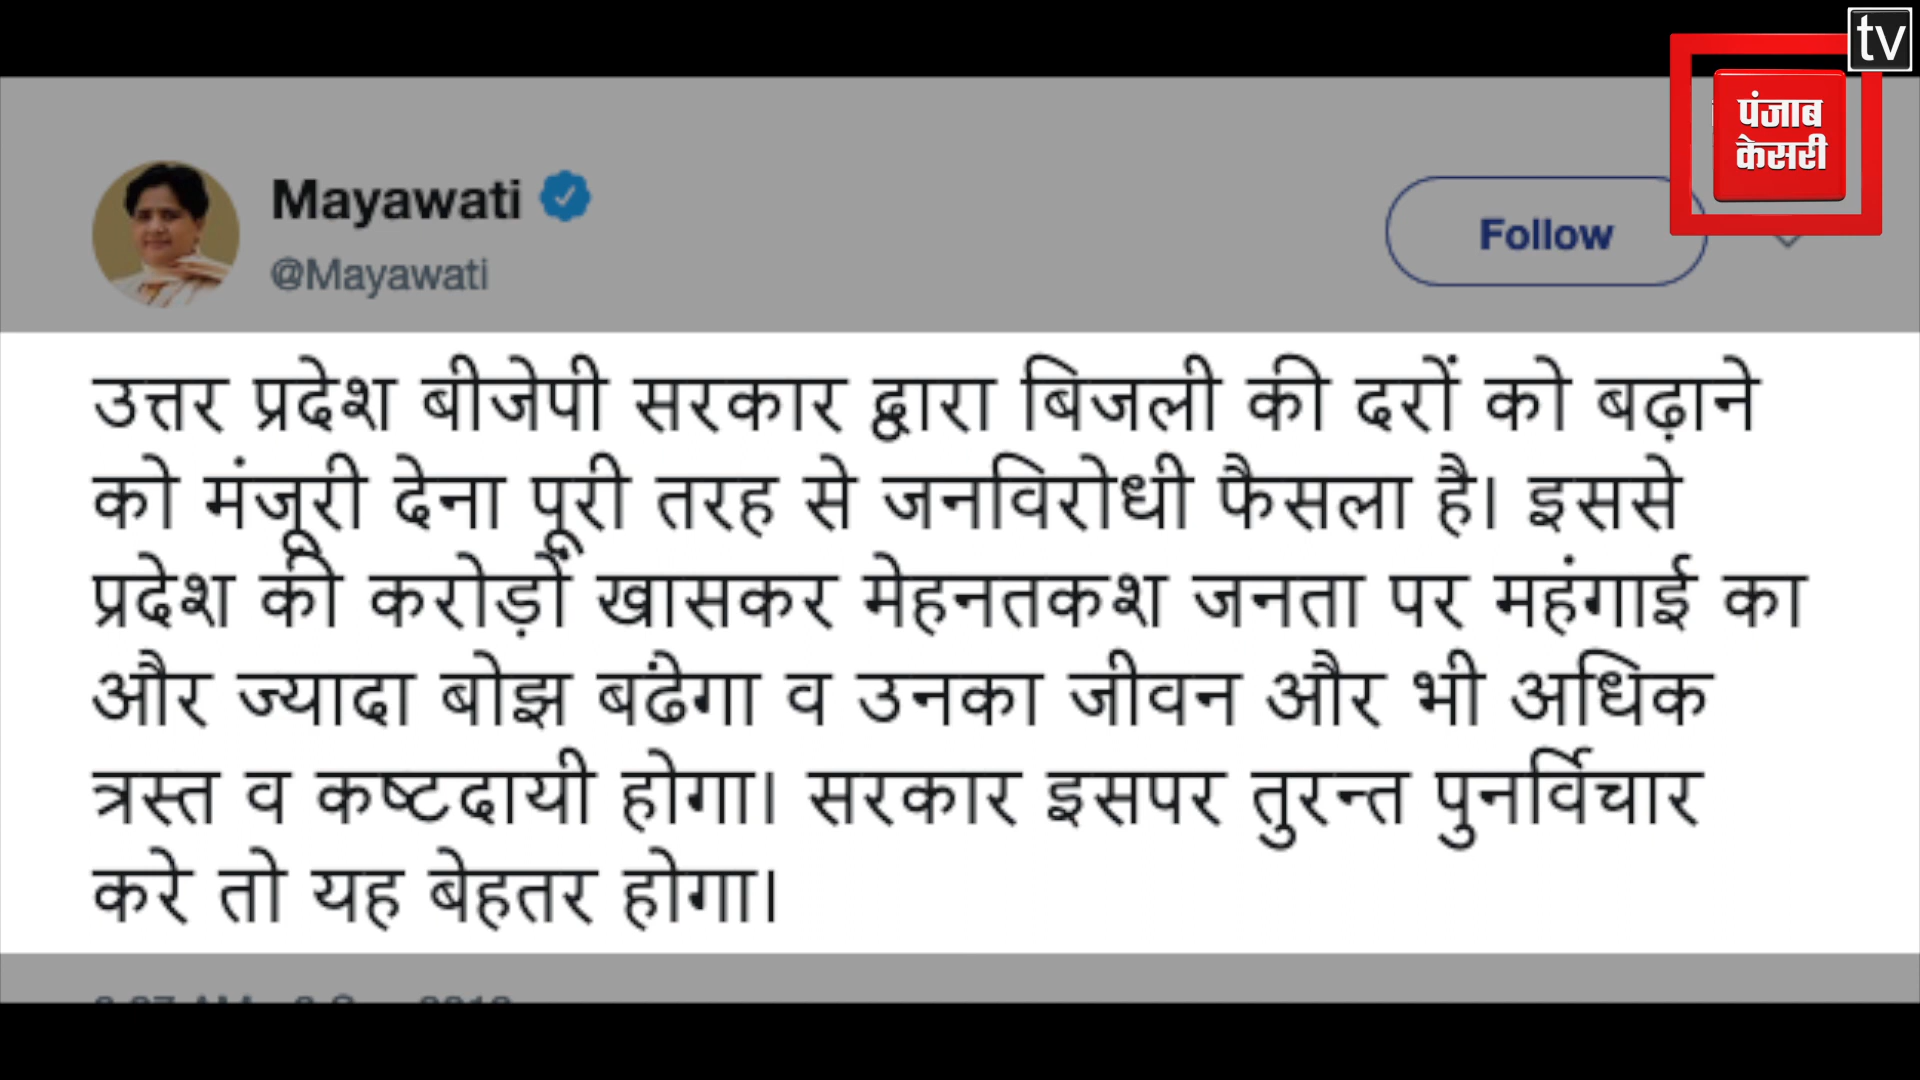 tv
पंजाब
केसरी
Mayawati
@Mayawati
Follow
उत्तर प्रदेश बीजेपी सरकार द्वारा बिजली की दरों को बढ़ाने
को मंजूरी देना पूरी तरह से जनविरोधी फैसला है। इससे
प्रदेश की करोड़ों खासकर मेहनतकश जनता पर महंगाई का
और ज्यादा बोझ बढेगा व उनका जीवन और भी अधिक
त्रस्त व कष्टदायी होगा। सरकार इसपर तुरन्त पुनर्विचार
करे तो यह बेहतर होगा।